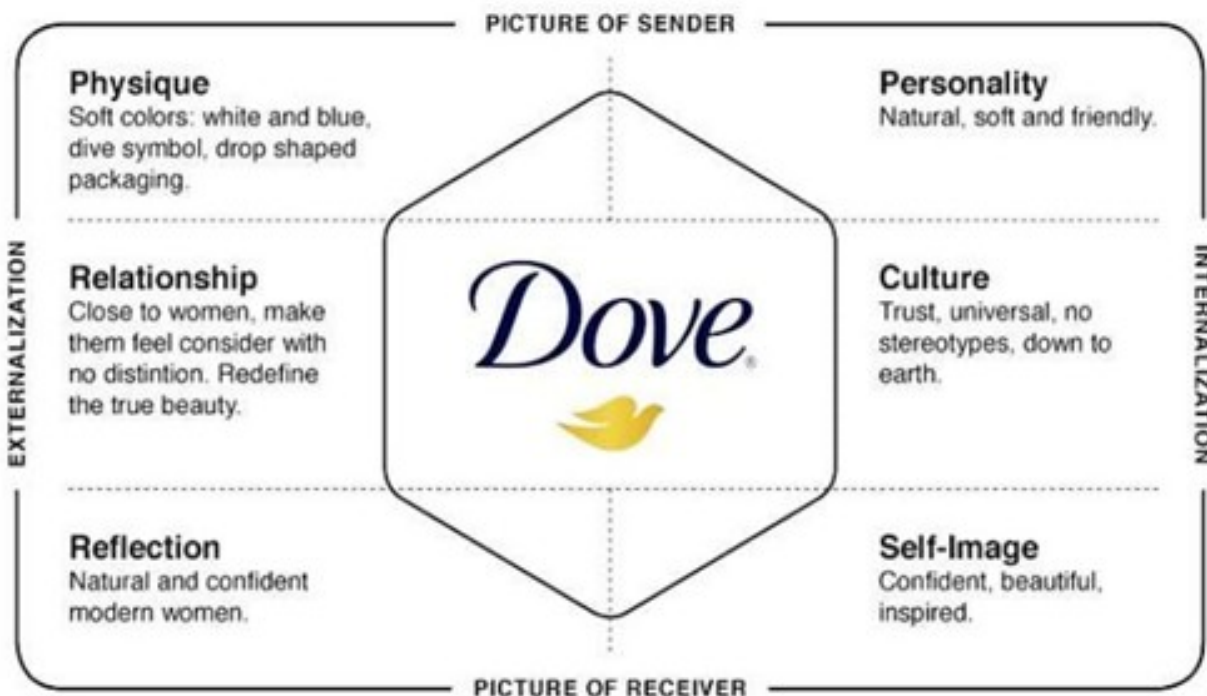 PICTURE OF SENDER
Physique
Soft colors: white and blue,
dive symbol, drop shaped
packaging.
Personality
Natural, soft and friendly.
EXTERNALIZATION
Relationship
Close to women, make
them feel consider with
no distintion. Redefine
the true beauty.
Dove®
Culture
Trust, universal, no
stereotypes, down to
earth.
INTERNALIZATION
Reflection
Natural and confident
modern women.
Self-Image
Confident, beautiful,
inspired.
PICTURE OF RECEIVER